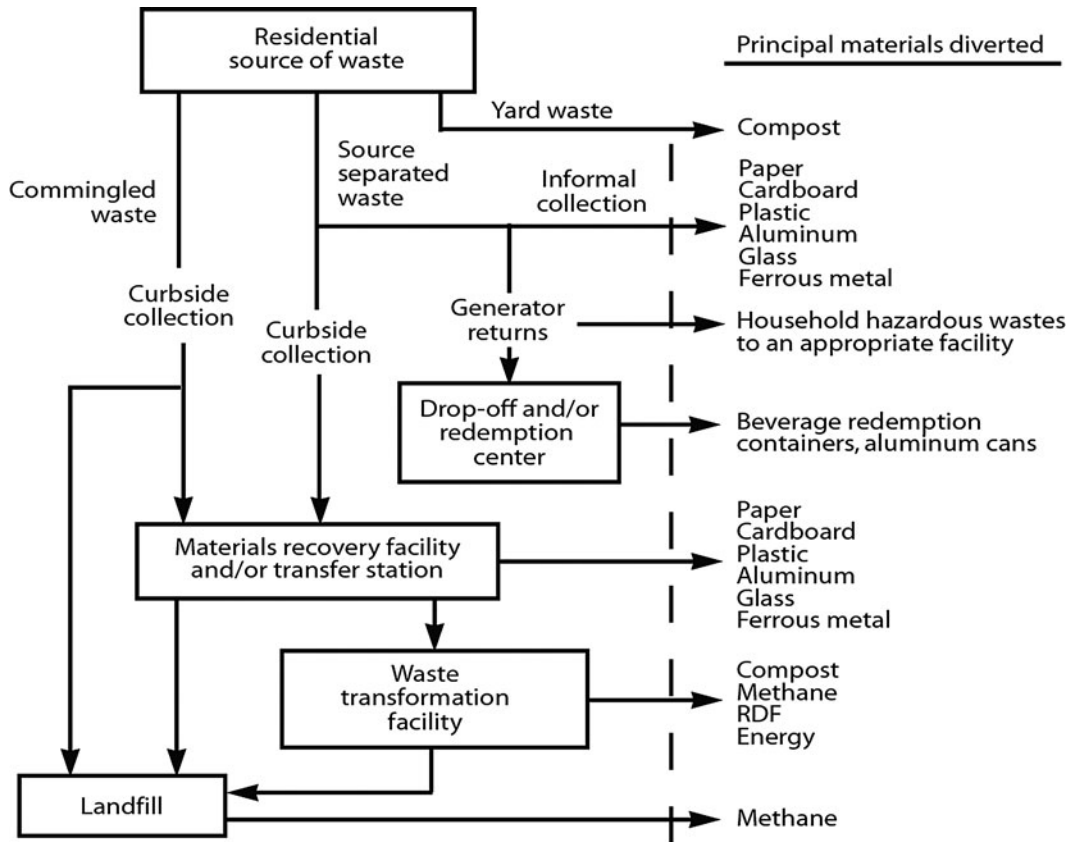 Residential
source of waste
Principal materials diverted
Yard waste
Compost
Source
separated
waste
Informal
collection
Commingled
waste
Paper
Cardboard
Plastic
Aluminum
Glass
Ferrous metal
Curbside
collection
Curbside
collection
Generator
returns
Household hazardous wastes
to an appropriate facility
Drop-off and/or
redemption
center
Beverage redemption
containers, aluminum cans
Materials recovery facility
and/or transfer station
Paper
Cardboard
Plastic
Aluminum
Glass
Ferrous metal
Waste
transformation
facility
Compost
Methane
RDF
Energy
Landfill
Methane